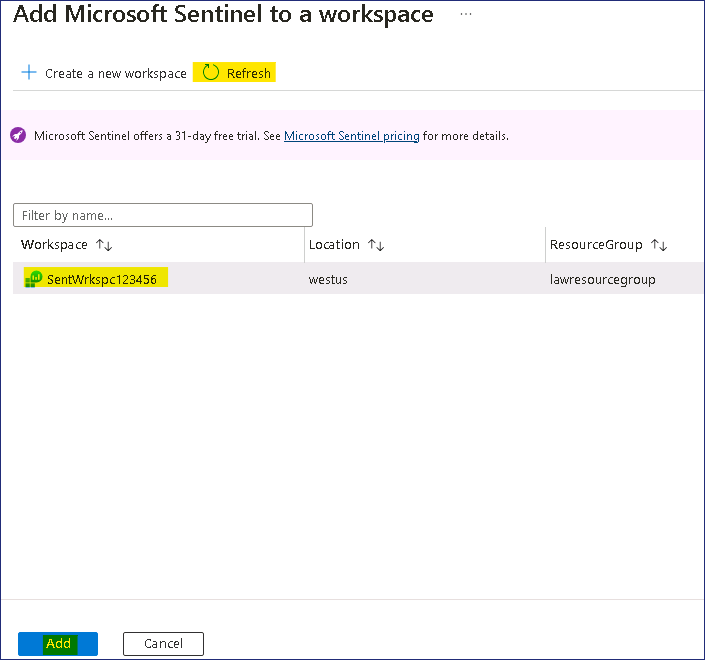 Add Microsoft Sentinel to a workspace ...
+ Create a new workspace Refresh
Microsoft Sentinel offers a 31-day free trial. See Microsoft Sentinel pricing for more details.
Filter by name...
Workspace ↑↓ Location ↑↓ ResourceGroup ↑↓
SentWrkspc123456 westus lawresourcegroup
Add Cancel